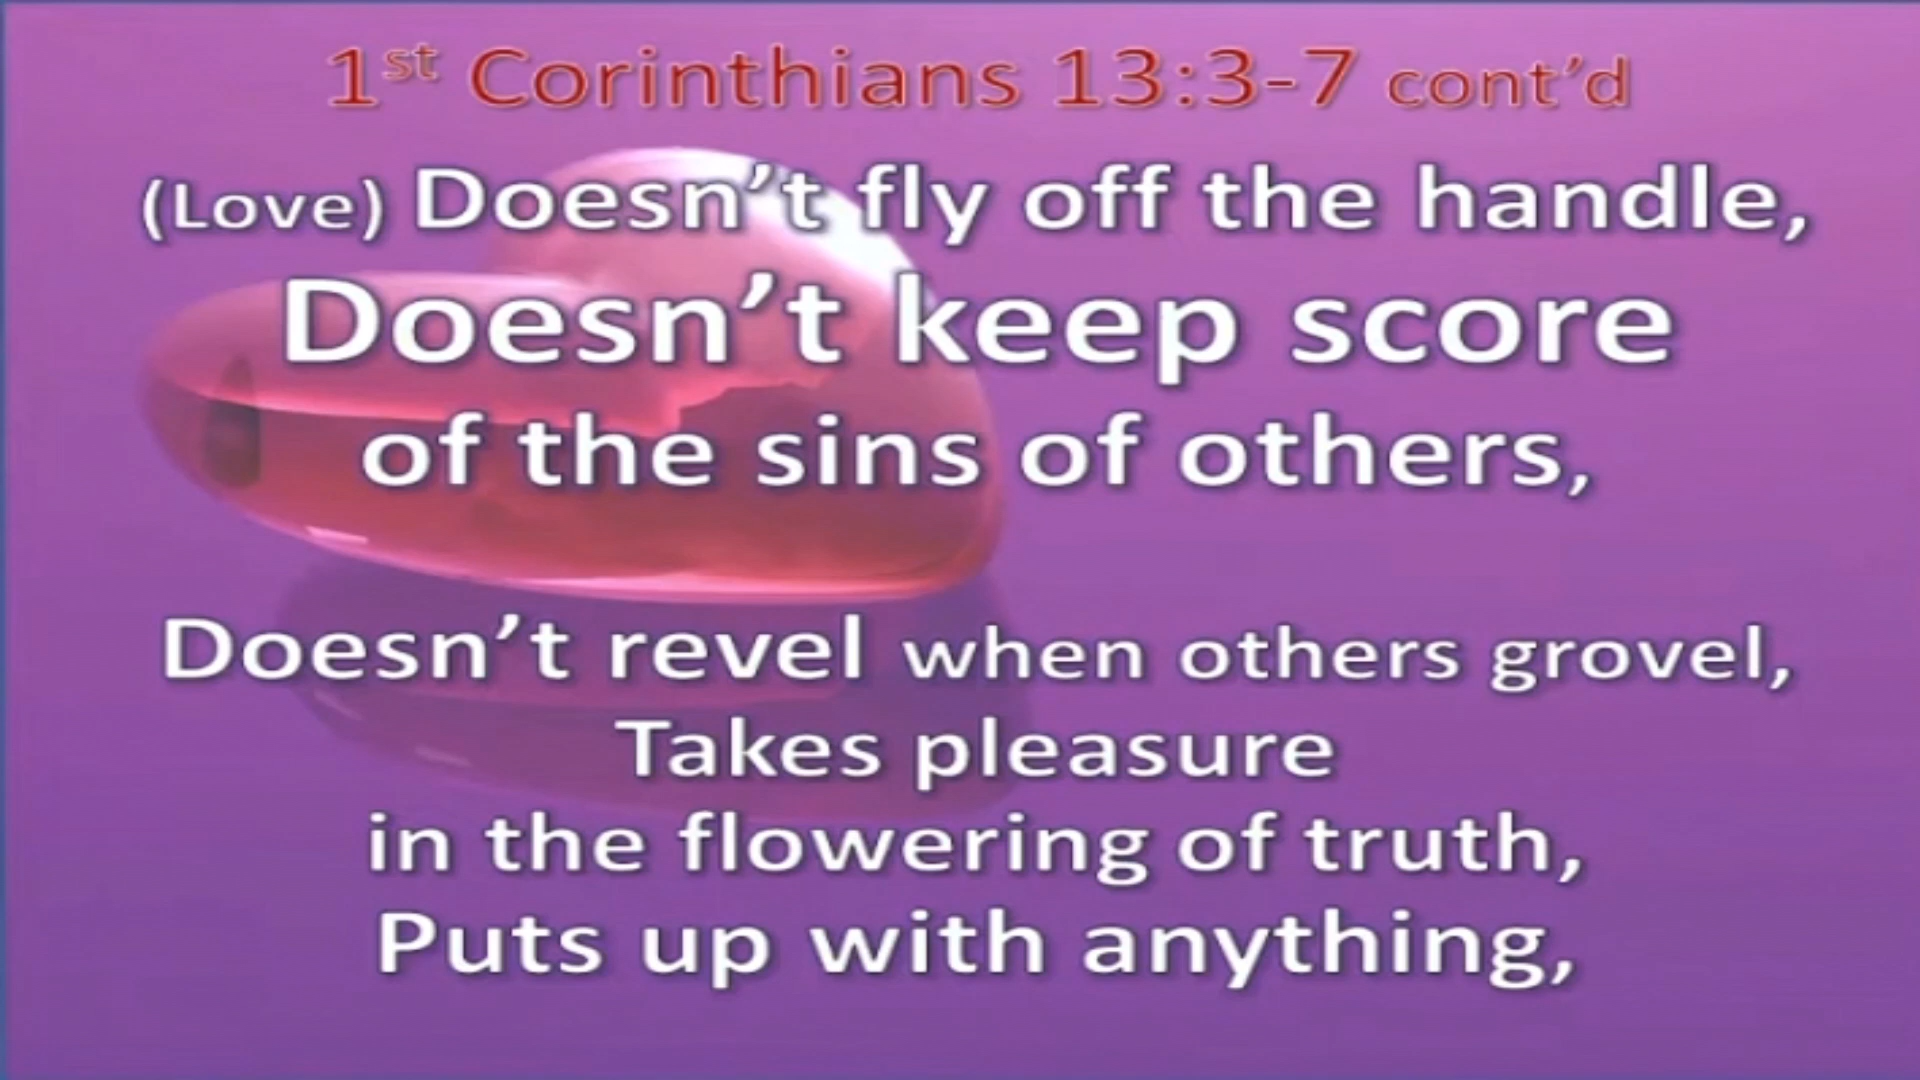 1st Corinthians 13:3-7 cont’d
(Love) Doesn’t fly off the handle,
Doesn’t keep score
of the sins of others,
Doesn’t revel when others grovel,
Takes pleasure
in the flowering of truth,
Puts up with anything,